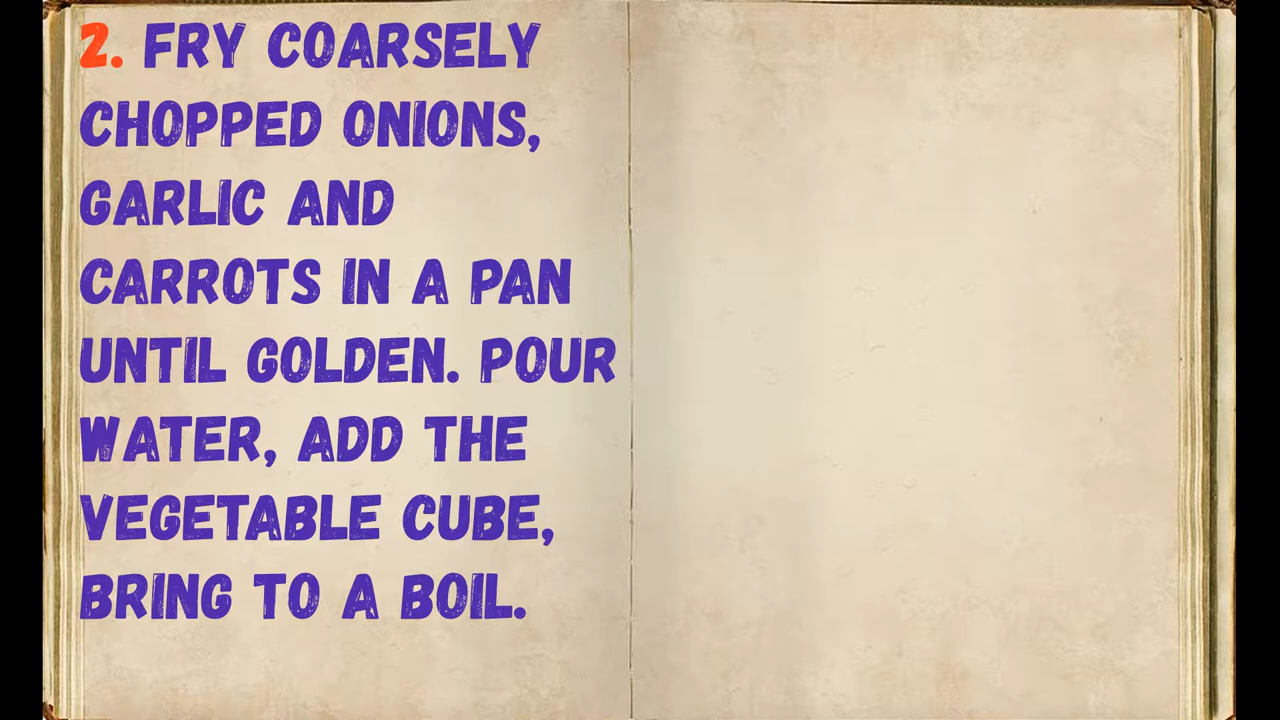 2. FRY COARSELY
CHOPPED ONIONS,
GARLIC AND
CARROTS IN A PAN
UNTIL GOLDEN. POUR
WATER, ADD THE
VEGETABLE CUBE,
BRING TO A BOIL.